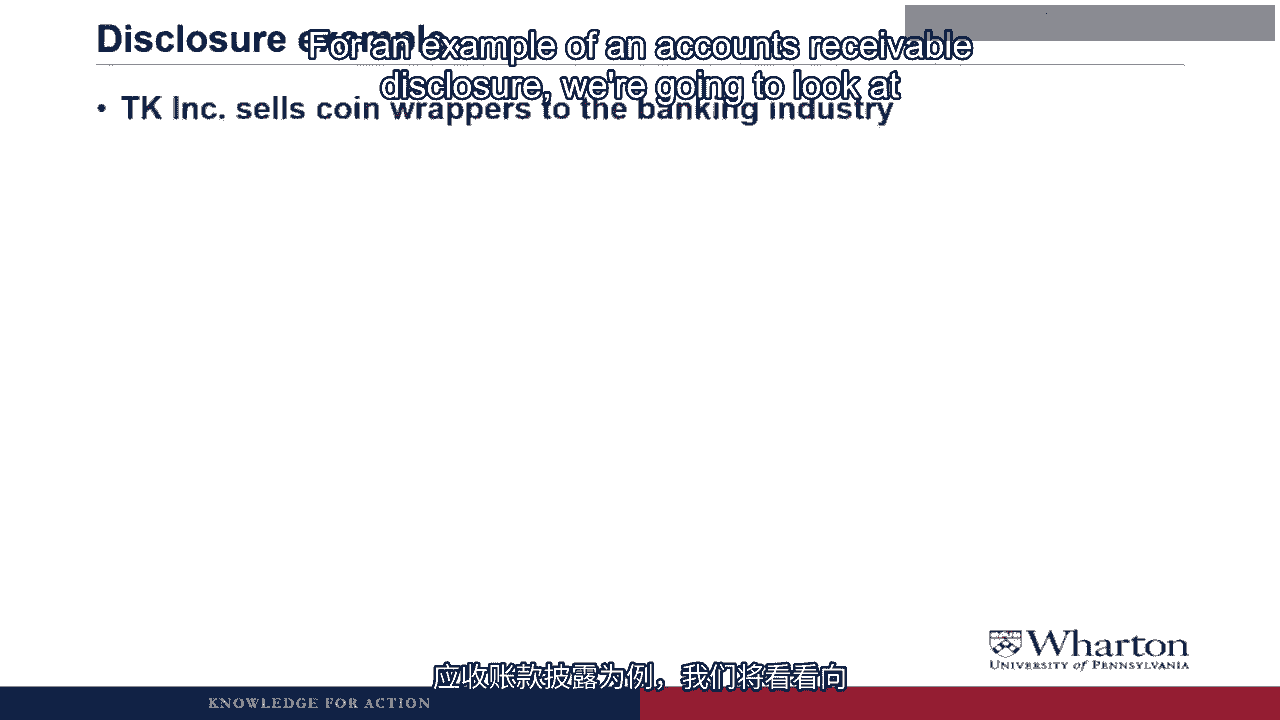 Disclosure example
For an example of an accounts receivable
disclosure, we're going to look at
• TK Inc. sells coin wrappers to the banking industry
Wharton
UNIVERSITY of PENNSYLVANIA
应收账款披露为例，我们将看看向
KNOWLEDGE FOR ACTION